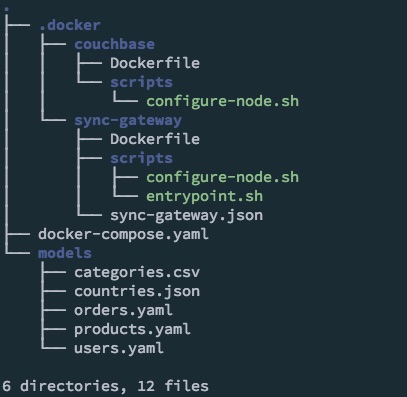 .
├── .docker
│   ├── couchbase
│   │   ├── Dockerfile
│   │   └── scripts
│   │       └── configure-node.sh
│   └── sync-gateway
│       ├── Dockerfile
│       ├── scripts
│       │   ├── configure-node.sh
│       │   └── entrypoint.sh
│       └── sync-gateway.json
├── docker-compose.yaml
└── models
    ├── categories.csv
    ├── countries.json
    ├── orders.yaml
    ├── products.yaml
    └── users.yaml

6 directories, 12 files